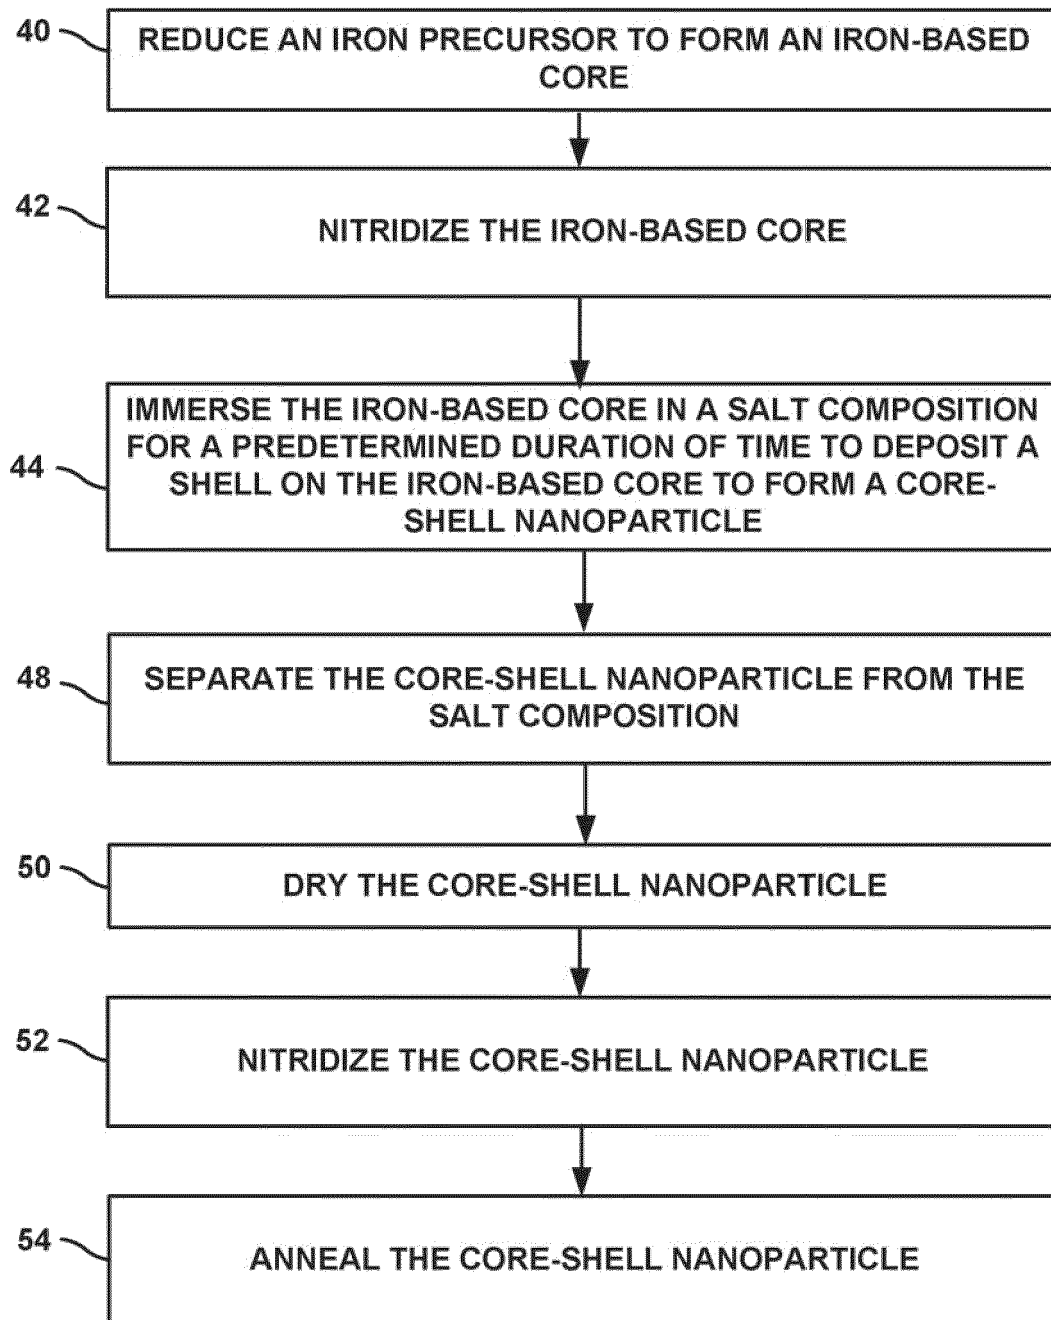 40
REDUCE AN IRON PRECURSOR TO FORM AN IRON-BASED
CORE
42
NITRIDIZE THE IRON-BASED CORE
44
IMMERSE THE IRON-BASED CORE IN A SALT COMPOSITION
FOR A PREDETERMINED DURATION OF TIME TO DEPOSIT A
SHELL ON THE IRON-BASED CORE TO FORM A CORE-
SHELL NANOPARTICLE
48
SEPARATE THE CORE-SHELL NANOPARTICLE FROM THE
SALT COMPOSITION
50
DRY THE CORE-SHELL NANOPARTICLE
52
NITRIDIZE THE CORE-SHELL NANOPARTICLE
54
ANNEAL THE CORE-SHELL NANOPARTICLE